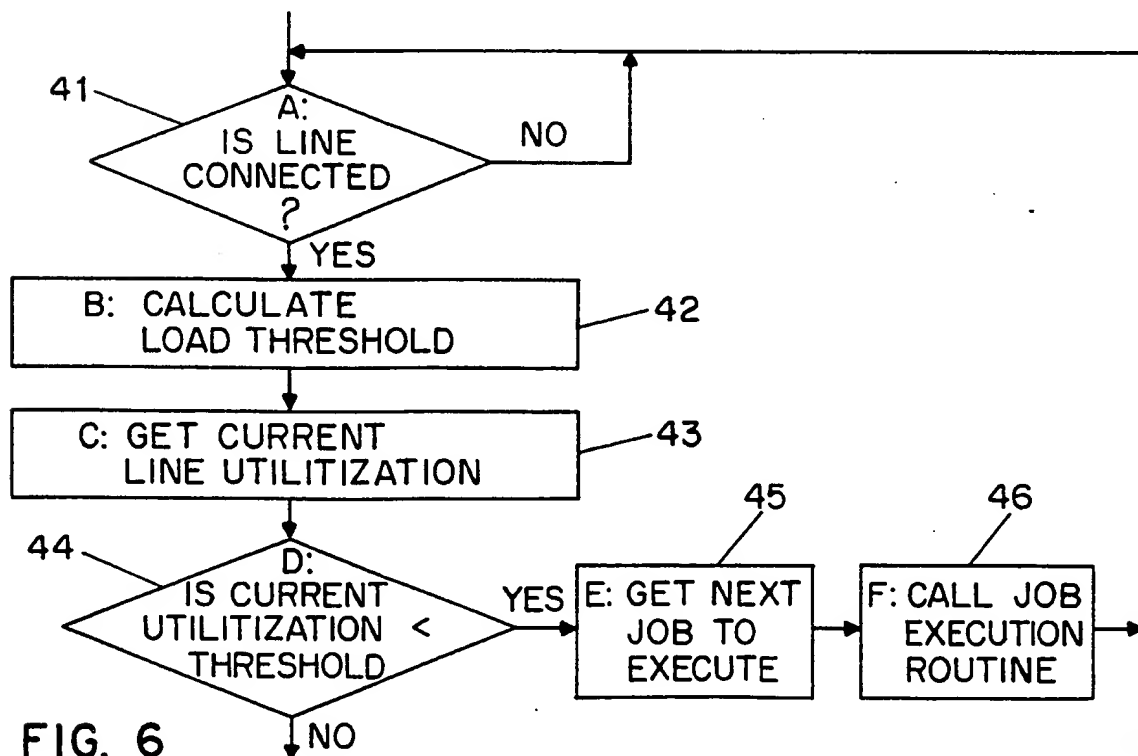 41
A:
IS LINE
CONNECTED
?
NO
YES
B: CALCULATE
LOAD THRESHOLD
42
C: GET CURRENT
LINE UTILITIZATION
43
44
D:
IS CURRENT
UTILITIZATION <
THRESHOLD
YES
45
E: GET NEXT
JOB TO
EXECUTE
46
F: CALL JOB
EXECUTION
ROUTINE
NO
FIG. 6